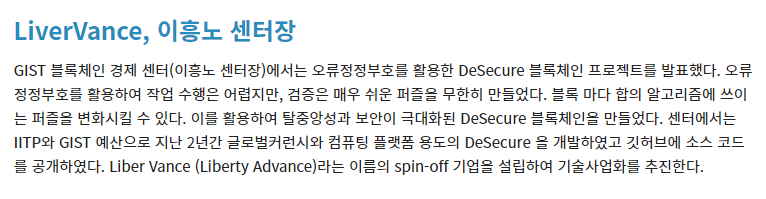 LiverVance, 이흥노 센터장
GIST 블록체인 경제 센터(이흥노 센터장)에서는 오류정정부호를 활용한 DeSecure 블록체인 프로젝트를 발표했다. 오류
정정부호를 활용하여 작업 수행은 어렵지만, 검증은 매우 쉬운 퍼즐을 무한히 만들었다. 블록 마다 합의 알고리즘에 쓰이
는 퍼즐을 변화시킬 수 있다. 이를 활용하여 탈중앙성과 보안이 극대화된 DeSecure 블록체인을 만들었다. 센터에서는
IITP와 GIST 예산으로 지난 2년간 글로벌커런시와 컴퓨팅 플랫폼 용도의 DeSecure 을 개발하였고 깃허브에 소스 코드
를 공개하였다. Liber Vance (Liberty Advance)라는 이름의 spin-off 기업을 설립하여 기술사업화를 추진한다.